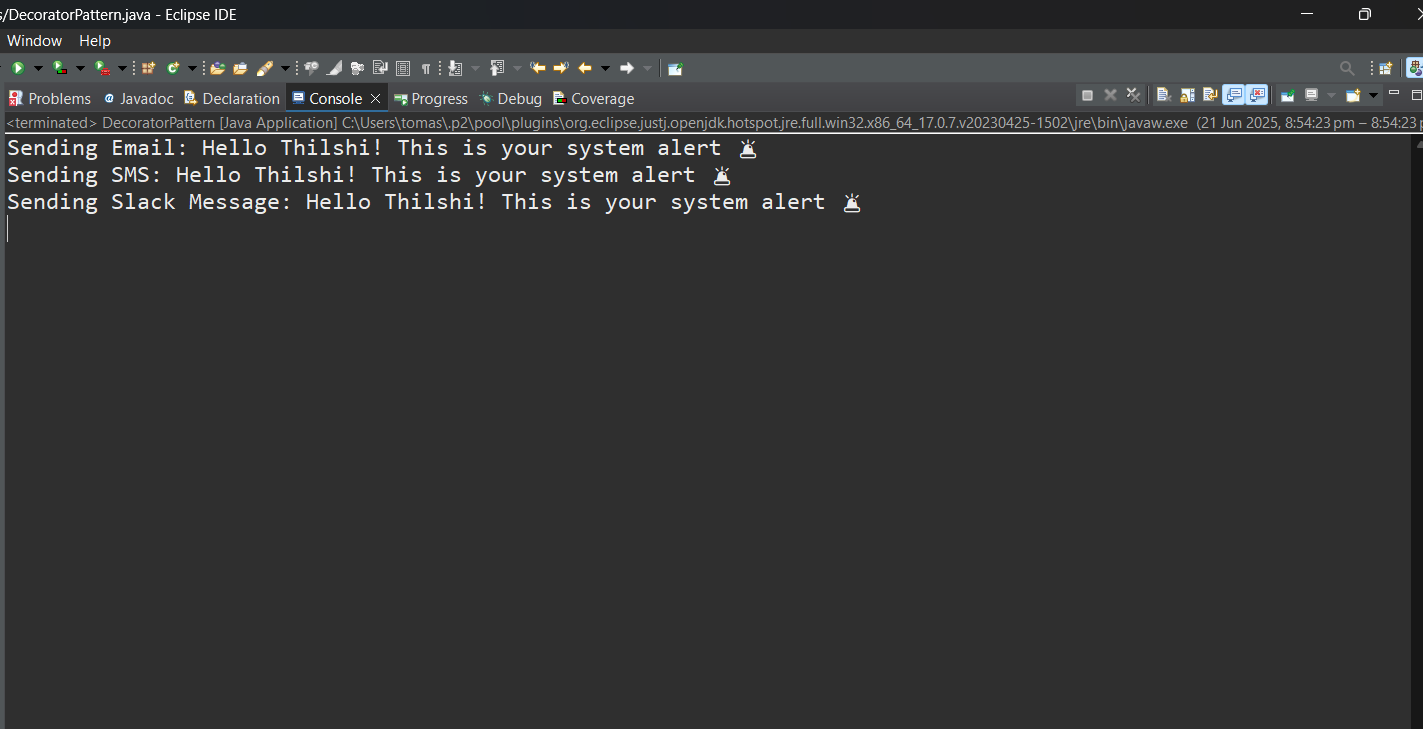 s/DecoratorPattern.java - Eclipse IDE
Window Help
Problems Javadoc Declaration Console Progress Debug Coverage
<terminated> DecoratorPattern [Java Application] C:\Users\tomas\.p2\pool\plugins\org.eclipse.justj.openjdk.hotspot.jre.full.win32.x86_64_17.0.7.v20230425-1502\jre\bin\javaw.exe (21 Jun 2025, 8:54:23 pm – 8:54:23 p
Sending Email: Hello Thilshi! This is your system alert 🚨
Sending SMS: Hello Thilshi! This is your system alert 🚨
Sending Slack Message: Hello Thilshi! This is your system alert 🚨